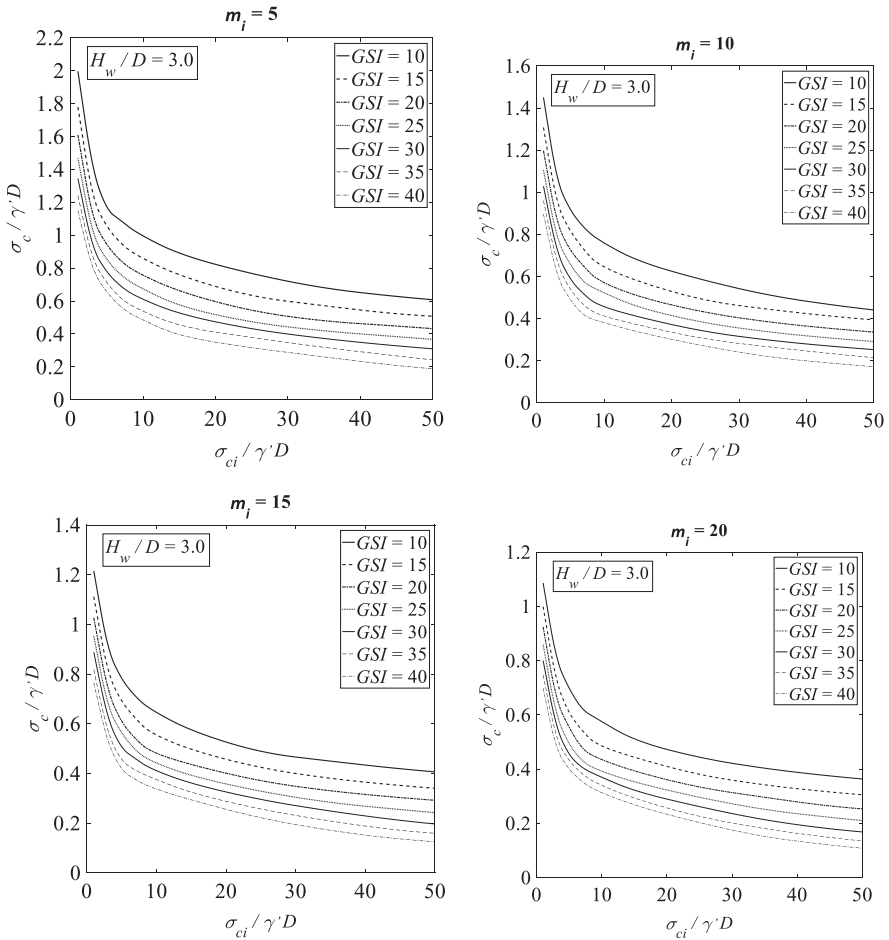 m_i = 5
H_w / D = 3.0
GSI = 10
GSI = 15
GSI = 20
GSI = 25
GSI = 30
GSI = 35
GSI = 40
2.2
2
1.8
1.6
1.4
1.2
1
0.8
0.6
0.4
0.2
0
σ_c / γ’D
0 10 20 30 40 50
σ_ci / γ’D
m_i = 10
H_w / D = 3.0
GSI = 10
GSI = 15
GSI = 20
GSI = 25
GSI = 30
GSI = 35
GSI = 40
1.6
1.4
1.2
1
0.8
0.6
0.4
0.2
0
σ_c / γ’D
0 10 20 30 40 50
σ_ci / γ’D
m_i = 15
H_w / D = 3.0
GSI = 10
GSI = 15
GSI = 20
GSI = 25
GSI = 30
GSI = 35
GSI = 40
1.4
1.2
1
0.8
0.6
0.4
0.2
0
σ_c / γ’D
0 10 20 30 40 50
σ_ci / γ’D
m_i = 20
H_w / D = 3.0
GSI = 10
GSI = 15
GSI = 20
GSI = 25
GSI = 30
GSI = 35
GSI = 40
1.2
1
0.8
0.6
0.4
0.2
0
σ_c / γ’D
0 10 20 30 40 50
σ_ci / γ’D